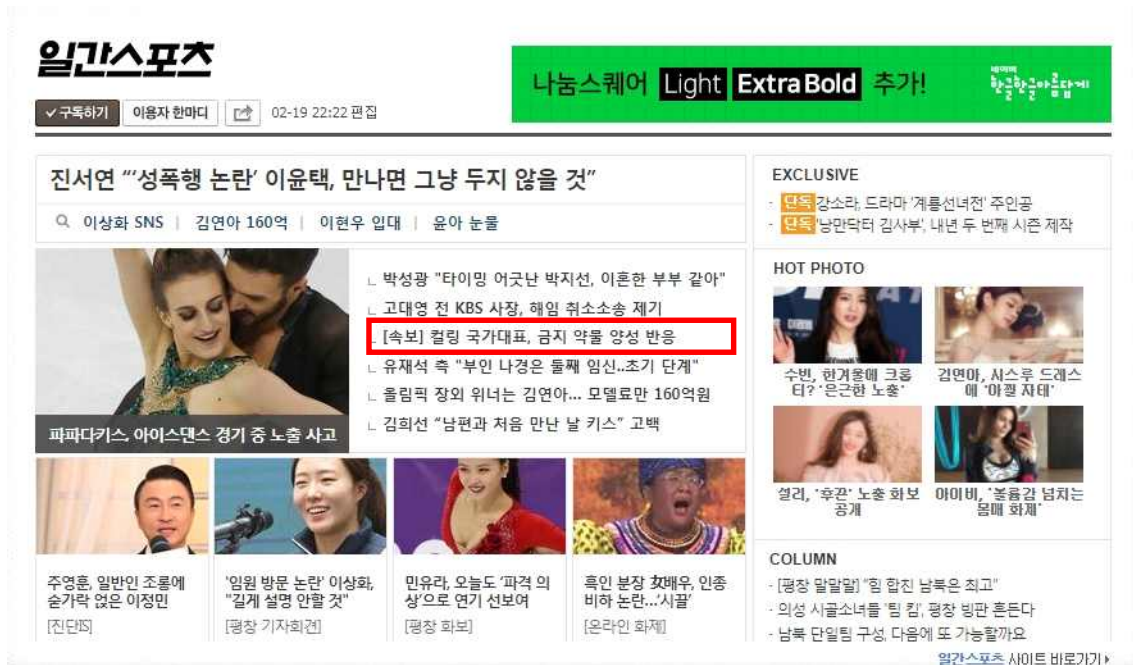 일간스포츠
나눔스퀘어 Light ExtraBold 추가!
네이버
한글한글아름답게
구독하기 이용자 한마디 02-19 22:22 편집
진서연 “‘성폭행 논란’ 이윤택, 만나면 그냥 두지 않을 것”
이상화 SNS | 김연아 160억 | 이현우 입대 | 윤아 눈물
파파다키스, 아이스댄스 경기 중 노출 사고
박성광 "타이밍 어긋난 박지선, 이혼한 부부 같아"
고대영 전 KBS 사장, 해임 취소소송 제기
[속보] 컬링 국가대표, 금지 약물 양성 반응
유재석 측 "부인 나경은 둘째 임신..초기 단계"
올림픽 장외 위너는 김연아... 모델료만 160억원
김희선 “남편과 처음 만난 날 키스” 고백
주영훈, 일반인 조롱에
숟가락 얹은 이정민
[진단IS]
'임원 방문 논란' 이상화,
"길게 설명 안할 것"
[평창 기자회견]
민유라, 오늘도 '파격 의
상'으로 연기 선보여
[평창 화보]
흑인 분장 女배우, 인종
비하 논란…'시끌'
[온라인 화제]
EXCLUSIVE
- 단독 강소라, 드라마 '계룡선녀전' 주인공
- 단독 '낭만닥터 김사부', 내년 두 번째 시즌 제작
HOT PHOTO
수빈, 한겨울에 크롭
티? '은근한 노출'
김연아, 시스루 드레스
에 '아찔 자태'
설리, '후끈' 노출 화보
공개
아이비, '볼륨감 넘치는
몸매 화제'
COLUMN
- [평창 말말말] "힘 합친 남북은 최고"
- 의성 시골소녀들 '팀 킴', 평창 빙판 흔든다
- 남북 단일팀 구성, 다음에 또 가능할까요
일간스포츠 사이트 바로가기